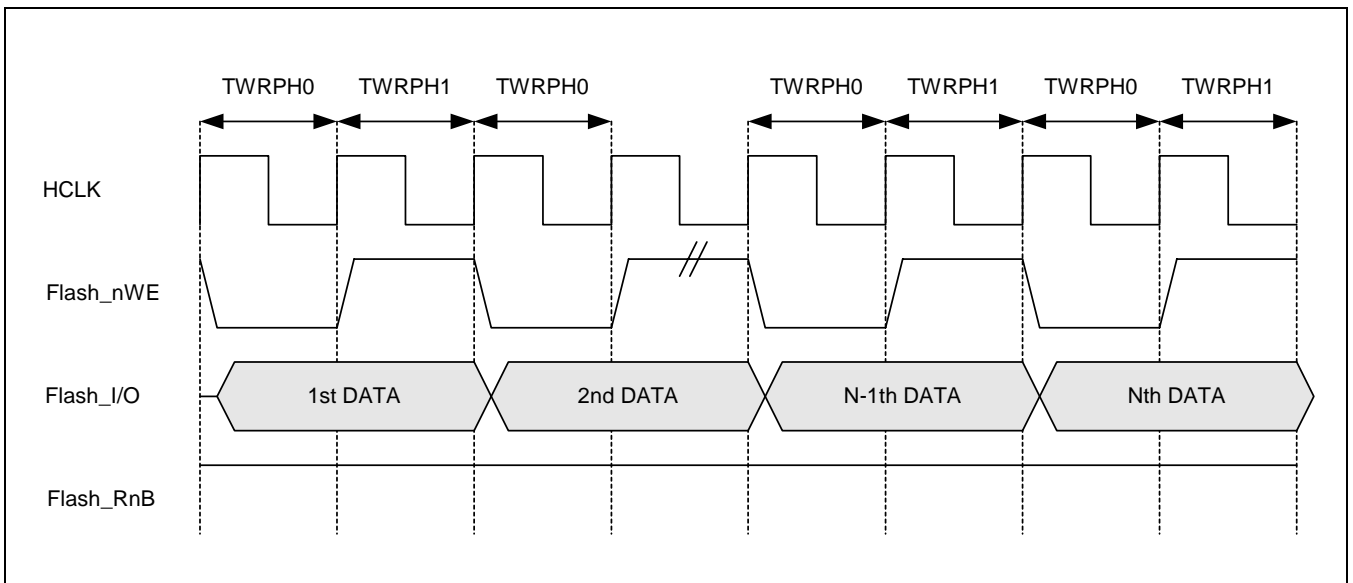 TWRPH0 TWRPH1 TWRPH0 TWRPH0 TWRPH1 TWRPH0 TWRPH1
HCLK
Flash_nWE
Flash_I/O 1st DATA 2nd DATA N-1th DATA Nth DATA
Flash_RnB